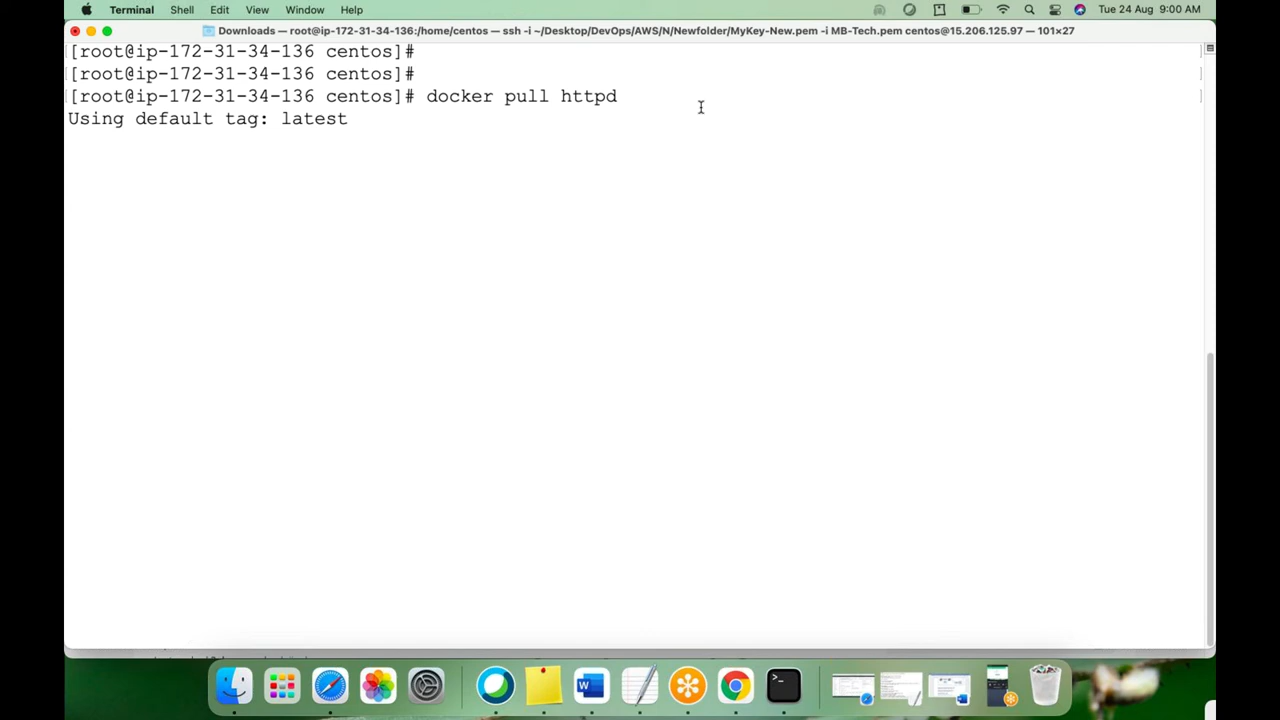 Terminal Shell Edit View Window Help Tue 24 Aug 9:00 AM
Downloads — root@ip-172-31-34-136:/home/centos — ssh -i ~/Desktop/DevOps/AWS/N/Newfolder/MyKey-New.pem -i MB-Tech.pem centos@15.206.125.97 — 101×27
[root@ip-172-31-34-136 centos]#
[root@ip-172-31-34-136 centos]#
[root@ip-172-31-34-136 centos]# docker pull httpd
Using default tag: latest